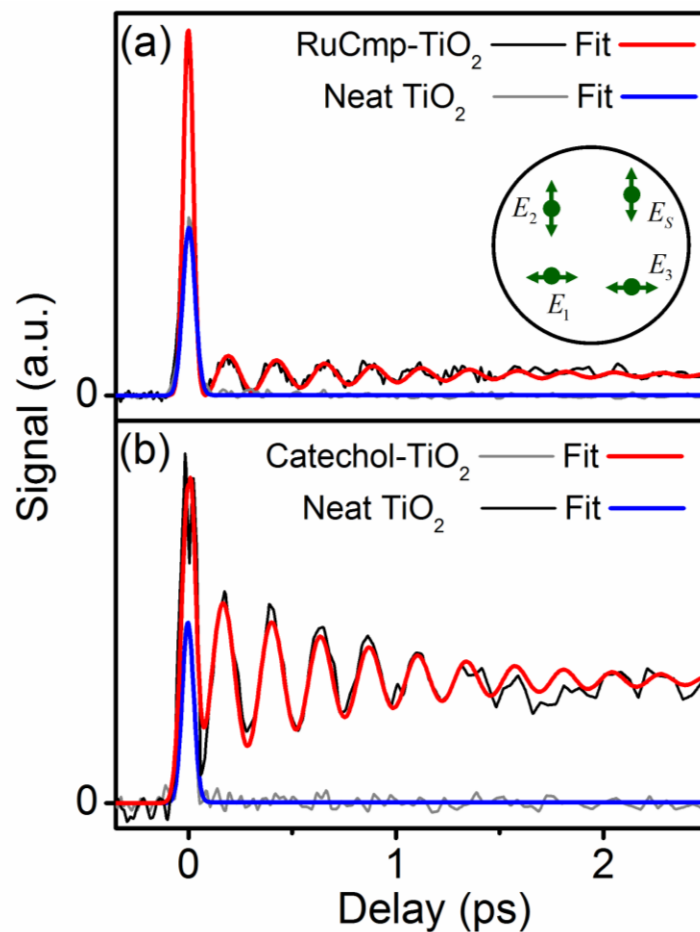 (a)
RuCmp-TiO₂ Fit
Neat TiO₂ Fit
E₂ E_S
E₁ E₃
0
Signal (a.u.)
(b)
Catechol-TiO₂ Fit
Neat TiO₂ Fit
0
0 1 2
Delay (ps)